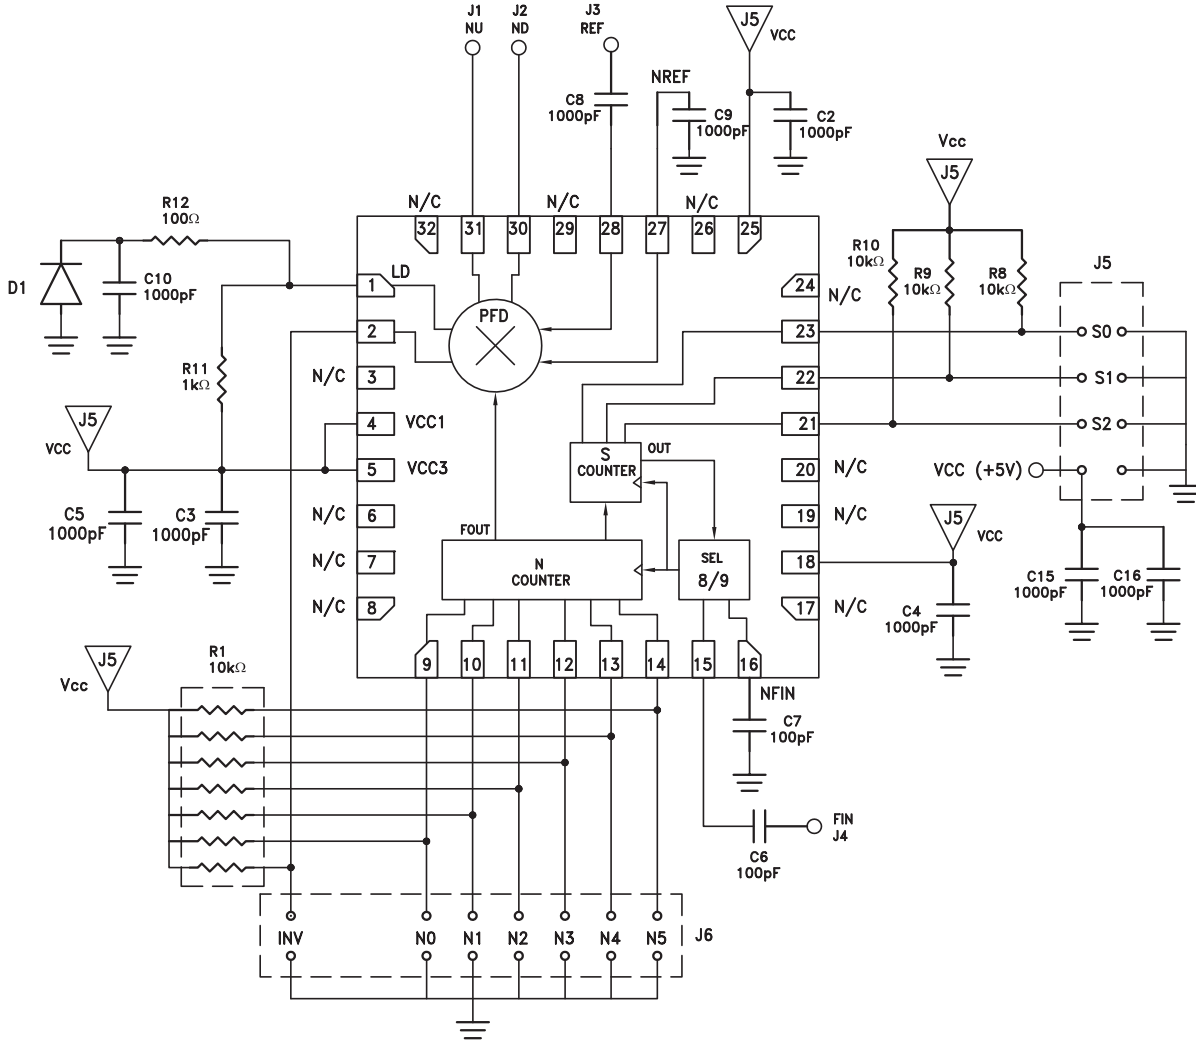 J1
NU
J2
ND
J3
REF
J5
VCC
NREF
C8
1000pF
C9
1000pF
C2
1000pF
Vcc
J5
R12
100Ω
N/C
N/C
N/C
32
31
30
29
28
27
26
25
R10
10kΩ
R9
10kΩ
R8
10kΩ
J5
D1
C10
1000pF
LD
1
2
3
4
5
6
7
8
PFD
24
N/C
23
22
21
20
19
18
17
S0
S1
S2
R11
1kΩ
N/C
J5
VCC
VCC1
VCC3
S
COUNTER
OUT
N/C
VCC (+5V)
C5
1000pF
C3
1000pF
N/C
N/C
N/C
FOUT
N
COUNTER
SEL
8/9
N/C
J5
VCC
N/C
C4
1000pF
C15
1000pF
C16
1000pF
J5
Vcc
R1
10kΩ
9
10
11
12
13
14
15
16
NFIN
C7
100pF
C6
100pF
FIN
J4
INV
N0
N1
N2
N3
N4
N5
J6